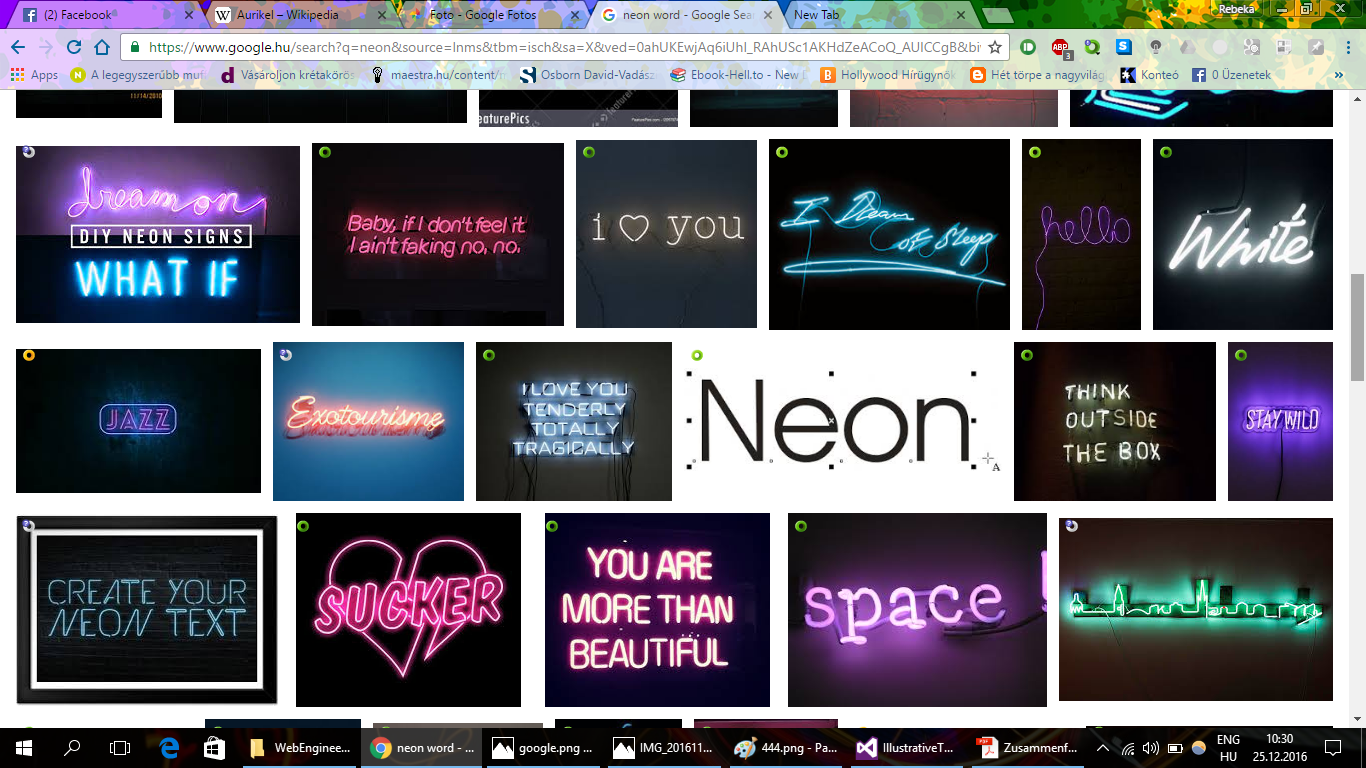 (2) Facebook
Aurikel – Wikipedia
Foto - Google Fotos
neon word - Google Sea
New Tab
Rebeka
https://www.google.hu/search?q=neon&source=lnms&tbm=isch&sa=X&ved=0ahUKEwjAq6iUhI_RAhUSc1AKHdZeACoQ_AUICCgB&bi
ABP
3
Apps
A legegyszerűbb muf
Vásároljon krétakörös
maestra.hu/content/m
Osborn David-Vadász
Ebook-Hell.to - New
Hollywood Hírügynök
Hét törpe a nagyvilág
Konteó
0 Üzenetek
11/14/2010
eaturePics
dream on
DIY NEON SIGNS
WHAT IF
Baby, if I don't feel it
I ain't faking no, no.
i ♡ you
I Dream
of Sleep
hello
White
JAZZ
Exotourisme
I LOVE YOU
TENDERLY
TOTALLY
TRAGICALLY
Neon
A
THINK
OUTSIDE
THE BOX
STAY WILD
CREATE YOUR
NEON TEXT
SUCKER
YOU ARE
MORE THAN
BEAUTIFUL
space !
WebEnginee...
neon word - ...
google.png ...
IMG_201611...
444.png - Pa...
IllustrativeT...
Zusammenf...
ENG
HU
10:30
25.12.2016